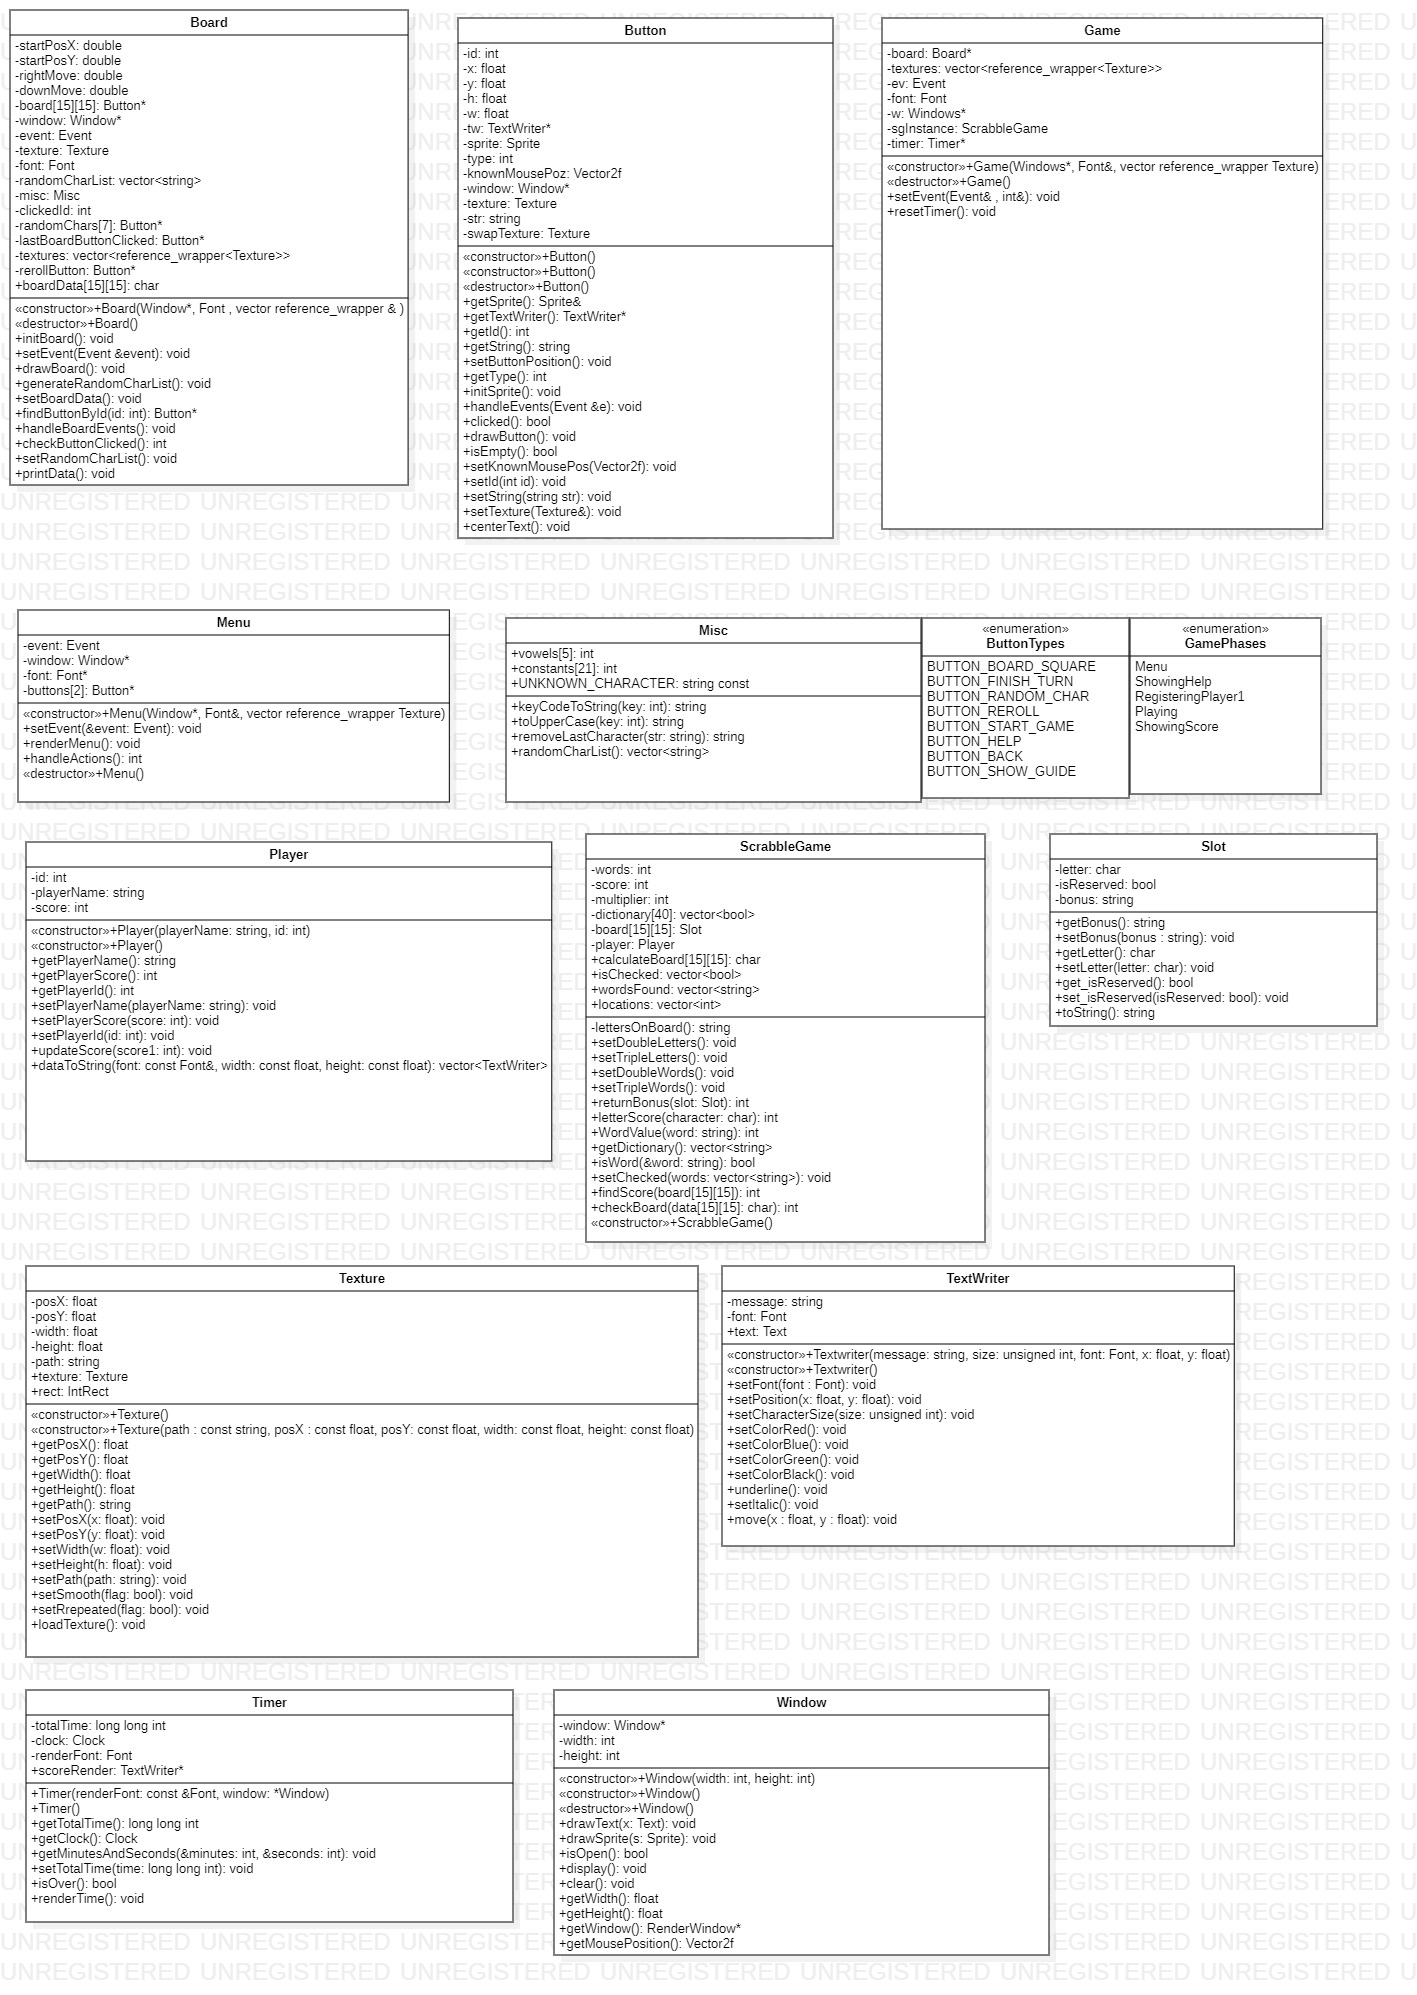 Board
-startPosX: double
-startPosY: double
-rightMove: double
-downMove: double
-board[15][15]: Button*
-window: Window*
-event: Event
-texture: Texture
-font: Font
-randomCharList: vector<string>
-misc: Misc
-clickedId: int
-randomChars[7]: Button*
-lastBoardButtonClicked: Button*
-textures: vector<reference_wrapper<Texture>>
-rerollButton: Button*
+boardData[15][15]: char
«constructor»+Board(Window*, Font , vector reference_wrapper & )
«destructor»+Board()
+initBoard(): void
+setEvent(Event &event): void
+drawBoard(): void
+generateRandomCharList(): void
+setBoardData(): void
+findButtonById(id: int): Button*
+handleBoardEvents(): void
+checkButtonClicked(): int
+setRandomCharList(): void
+printData(): void
Button
-id: int
-x: float
-y: float
-h: float
-w: float
-tw: TextWriter*
-sprite: Sprite
-type: int
-knownMousePoz: Vector2f
-window: Window*
-texture: Texture
-str: string
-swapTexture: Texture
«constructor»+Button()
«constructor»+Button()
«destructor»+Button()
+getSprite(): Sprite&
+getTextWriter(): TextWriter*
+getId(): int
+getString(): string
+setButtonPosition(): void
+getType(): int
+initSprite(): void
+handleEvents(Event &e): void
+clicked(): bool
+drawButton(): void
+isEmpty(): bool
+setKnownMousePos(Vector2f): void
+setId(int id): void
+setString(string str): void
+setTexture(Texture&): void
+centerText(): void
Game
-board: Board*
-textures: vector<reference_wrapper<Texture>>
-ev: Event
-font: Font
-w: Windows*
-sgInstance: ScrabbleGame
-timer: Timer*
«constructor»+Game(Windows*, Font&, vector reference_wrapper Texture)
«destructor»+Game()
+setEvent(Event& , int&): void
+resetTimer(): void
Menu
-event: Event
-window: Window*
-font: Font*
-buttons[2]: Button*
«constructor»+Menu(Window*, Font&, vector reference_wrapper Texture)
+setEvent(&event: Event): void
+renderMenu(): void
+handleActions(): int
«destructor»+Menu()
Misc
+vowels[5]: int
+constants[21]: int
+UNKNOWN_CHARACTER: string const
+keyCodeToString(key: int): string
+toUpperCase(key: int): string
+removeLastCharacter(str: string): string
+randomCharList(): vector<string>
«enumeration»
ButtonTypes
BUTTON_BOARD_SQUARE
BUTTON_FINISH_TURN
BUTTON_RANDOM_CHAR
BUTTON_REROLL
BUTTON_START_GAME
BUTTON_HELP
BUTTON_BACK
BUTTON_SHOW_GUIDE
«enumeration»
GamePhases
Menu
ShowingHelp
RegisteringPlayer1
Playing
ShowingScore
Player
-id: int
-playerName: string
-score: int
«constructor»+Player(playerName: string, id: int)
«constructor»+Player()
+getPlayerName(): string
+getPlayerScore(): int
+getPlayerId(): int
+setPlayerName(playerName: string): void
+setPlayerScore(score: int): void
+setPlayerId(id: int): void
+updateScore(score1: int): void
+dataToString(font: const Font&, width: const float, height: const float): vector<TextWriter>
ScrabbleGame
-words: int
-score: int
-multiplier: int
-dictionary[40]: vector<bool>
-board[15][15]: Slot
-player: Player
+calculateBoard[15][15]: char
+isChecked: vector<bool>
+wordsFound: vector<string>
+locations: vector<int>
-lettersOnBoard(): string
+setDoubleLetters(): void
+setTripleLetters(): void
+setDoubleWords(): void
+setTripleWords(): void
+returnBonus(slot: Slot): int
+letterScore(character: char): int
+WordValue(word: string): int
+getDictionary(): vector<string>
+isWord(&word: string): bool
+setChecked(words: vector<string>): void
+findScore(board[15][15]): int
+checkBoard(data[15][15]: char): int
«constructor»+ScrabbleGame()
Slot
-letter: char
-isReserved: bool
-bonus: string
+getBonus(): string
+setBonus(bonus : string): void
+getLetter(): char
+setLetter(letter: char): void
+get_isReserved(): bool
+set_isReserved(isReserved: bool): void
+toString(): string
Texture
-posX: float
-posY: float
-width: float
-height: float
-path: string
+texture: Texture
+rect: IntRect
«constructor»+Texture()
«constructor»+Texture(path : const string, posX : const float, posY: const float, width: const float, height: const float)
+getPosX(): float
+getPosY(): float
+getWidth(): float
+getHeight(): float
+getPath(): string
+setPosX(x: float): void
+setPosY(y: float): void
+setWidth(w: float): void
+setHeight(h: float): void
+setPath(path: string): void
+setSmooth(flag: bool): void
+setRrepeated(flag: bool): void
+loadTexture(): void
TextWriter
-message: string
-font: Font
+text: Text
«constructor»+Textwriter(message: string, size: unsigned int, font: Font, x: float, y: float)
«constructor»+Textwriter()
+setFont(font : Font): void
+setPosition(x: float, y: float): void
+setCharacterSize(size: unsigned int): void
+setColorRed(): void
+setColorBlue(): void
+setColorGreen(): void
+setColorBlack(): void
+underline(): void
+setItalic(): void
+move(x : float, y : float): void
Timer
-totalTime: long long int
-clock: Clock
-renderFont: Font
+scoreRender: TextWriter*
+Timer(renderFont: const &Font, window: *Window)
+Timer()
+getTotalTime(): long long int
+getClock(): Clock
+getMinutesAndSeconds(&minutes: int, &seconds: int): void
+setTotalTime(time: long long int): void
+isOver(): bool
+renderTime(): void
Window
-window: Window*
-width: int
-height: int
«constructor»+Window(width: int, height: int)
«constructor»+Window()
«destructor»+Window()
+drawText(x: Text): void
+drawSprite(s: Sprite): void
+isOpen(): bool
+display(): void
+clear(): void
+getWidth(): float
+getHeight(): float
+getWindow(): RenderWindow*
+getMousePosition(): Vector2f
UNREGISTERED